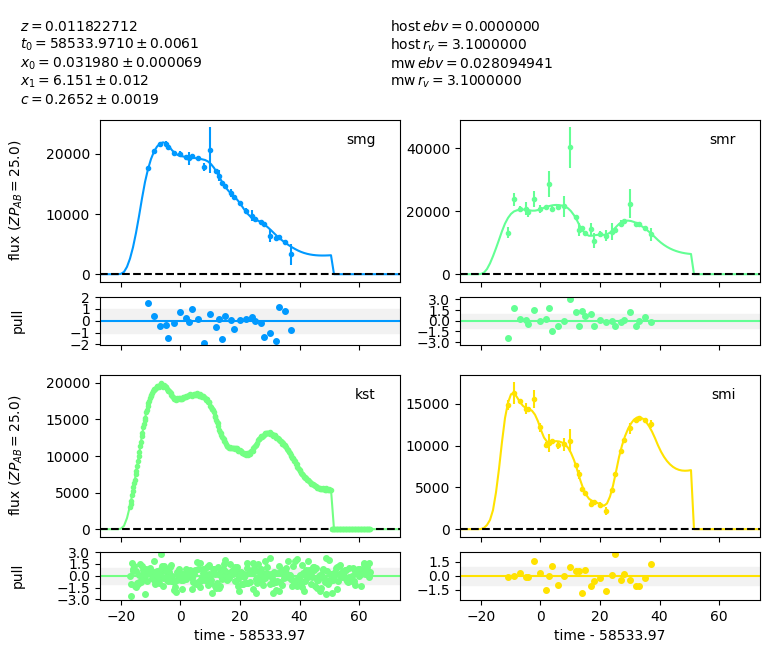 z = 0.011822712
t₀ = 58533.9710 ± 0.0061
x₀ = 0.031980 ± 0.000069
x₁ = 6.151 ± 0.012
c = 0.2652 ± 0.0019
host ebv = 0.0000000
host r_v = 3.1000000
mw ebv = 0.028094941
mw r_v = 3.1000000
flux (ZP_AB = 25.0)
20000
10000
0
smg
40000
20000
0
smr
pull
2
1
0
−1
−2
3.0
1.5
0.0
−1.5
−3.0
flux (ZP_AB = 25.0)
20000
15000
10000
5000
0
kst
15000
10000
5000
0
smi
pull
3.0
1.5
0.0
−1.5
−3.0
1.5
0.0
−1.5
−20 0 20 40 60
−20 0 20 40 60
time - 58533.97
time - 58533.97